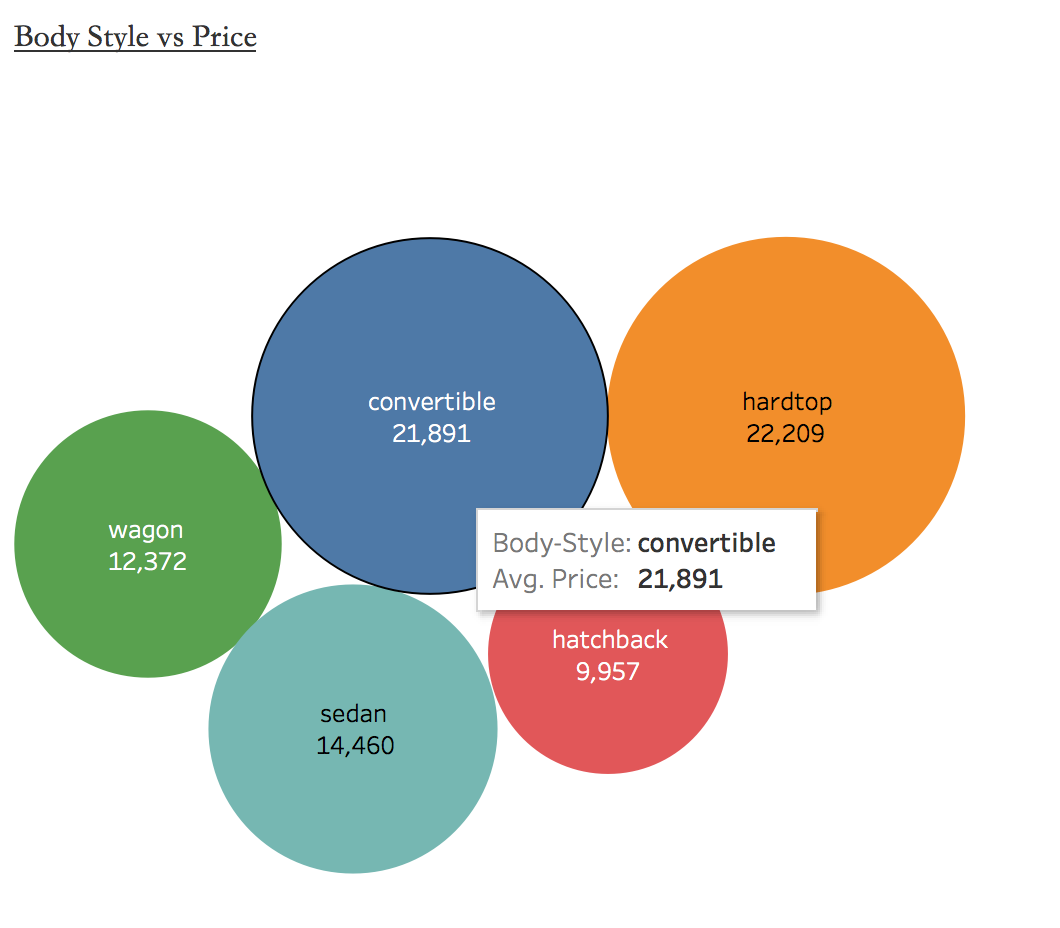 Body Style vs Price
convertible
21,891
hardtop
22,209
wagon
12,372
Body-Style: convertible
Avg. Price: 21,891
hatchback
9,957
sedan
14,460